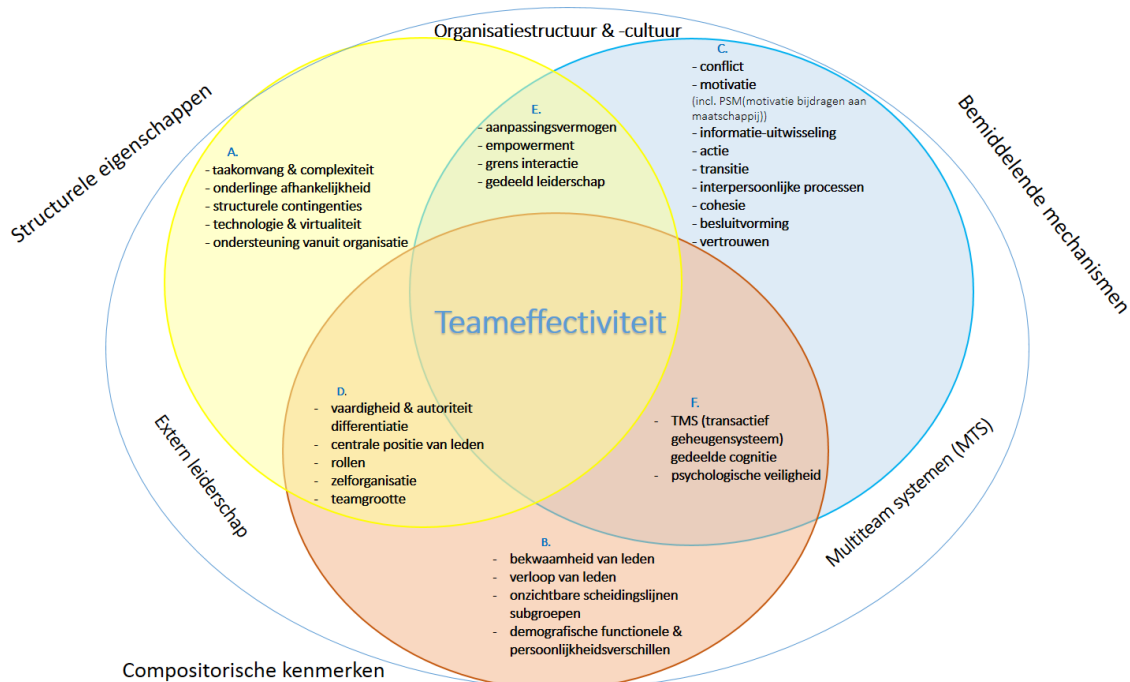 Organisatiestructuur & -cultuur
Structurele eigenschappen
Bemiddelende mechanismen
A.
- taakomvang & complexiteit
- onderlinge afhankelijkheid
- structurele contingenties
- technologie & virtualiteit
- ondersteuning vanuit organisatie
E.
- aanpassingsvermogen
- empowerment
- grens interactie
- gedeeld leiderschap
C.
- conflict
- motivatie
(incl. PSM(motivatie bijdragen aan
maatschappij))
- informatie-uitwisseling
- actie
- transitie
- interpersoonlijke processen
- cohesie
- besluitvorming
- vertrouwen
Teameffectiviteit
D.
- vaardigheid & autoriteit
differentiatie
- centrale positie van leden
- rollen
- zelforganisatie
- teamgrootte
F.
- TMS (transactief
geheugensysteem)
gedeelde cognitie
- psychologische veiligheid
B.
- bekwaamheid van leden
- verloop van leden
- onzichtbare scheidingslijnen
subgroepen
- demografische functionele &
persoonlijkheidsverschillen
Extern leiderschap
Multiteam systemen (MTS)
Compositorische kenmerken